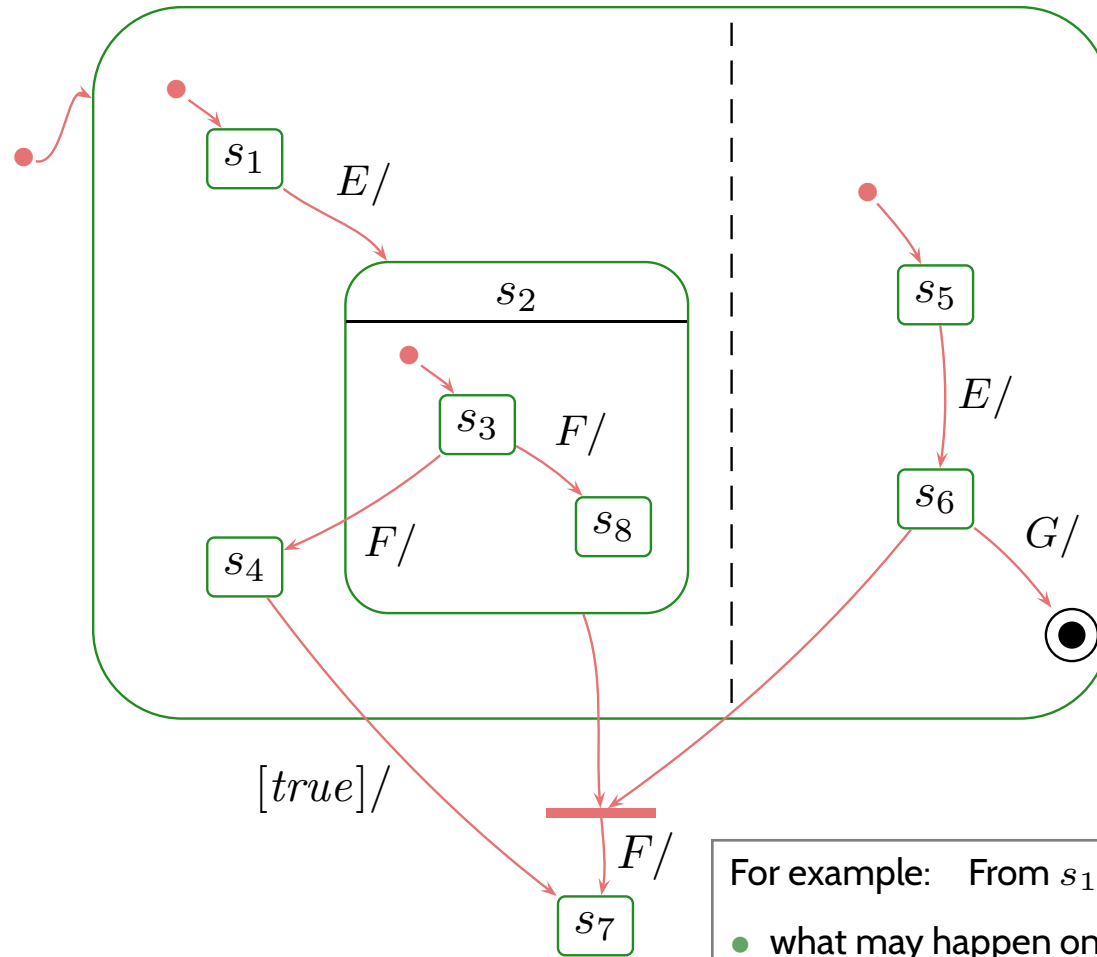 s₁
E/
s₂
s₅
s₃
F/
E/
s₈
s₆
F/
s₄
G/
[true]/
F/
s₇
For example: From s₁
• what may happen on